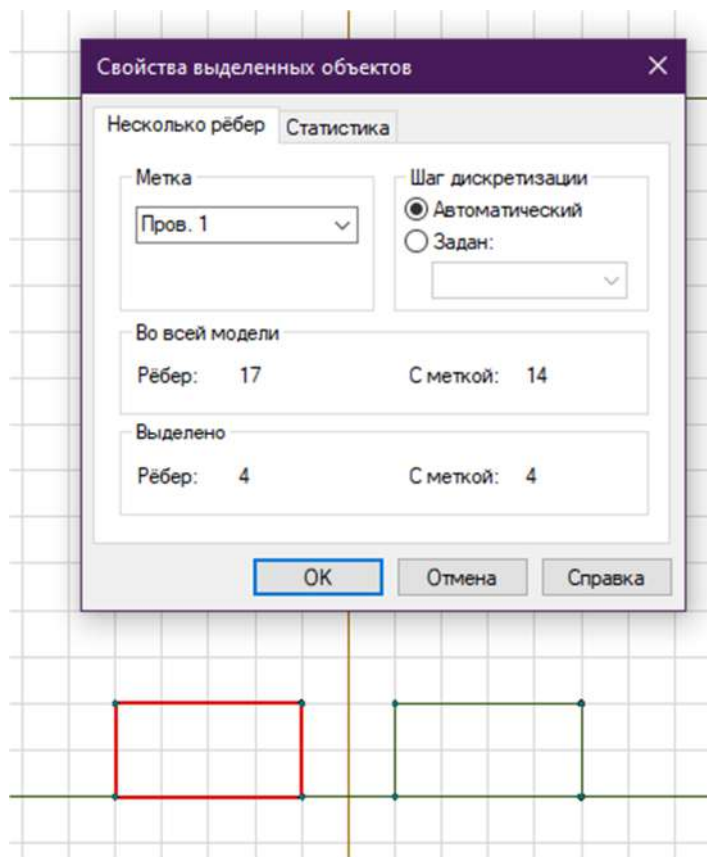 Свойства выделенных объектов
Несколько рёбер
Статистика
Метка
Пров. 1
Шаг дискретизации
Автоматический
Задан:
Во всей модели
Рёбер: 17 С меткой: 14
Выделено
Рёбер: 4 С меткой: 4
OK Отмена Справка